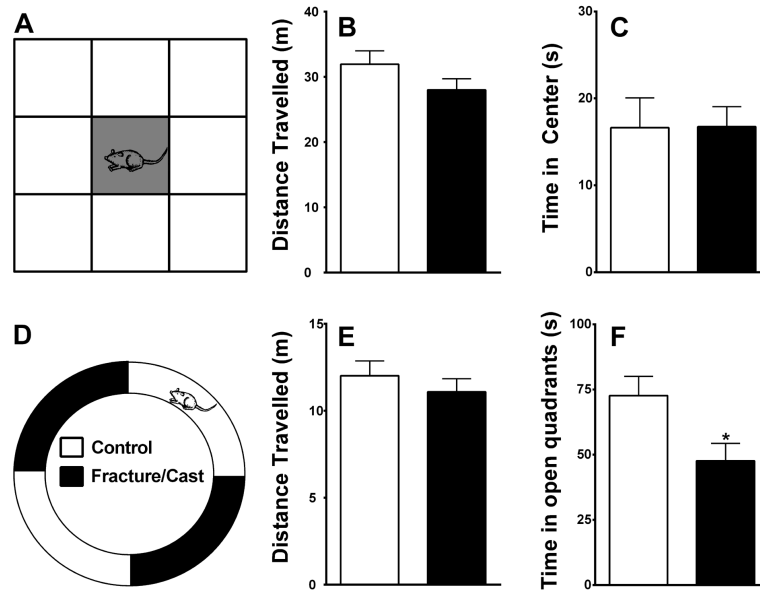 A
B
Distance Travelled (m)
40
30
20
10
0
C
Time in Center (s)
30
20
10
0
D
Control
Fracture/Cast
E
Distance Travelled (m)
15
10
5
0
F
Time in open quadrants (s)
100
75
50
25
0
*